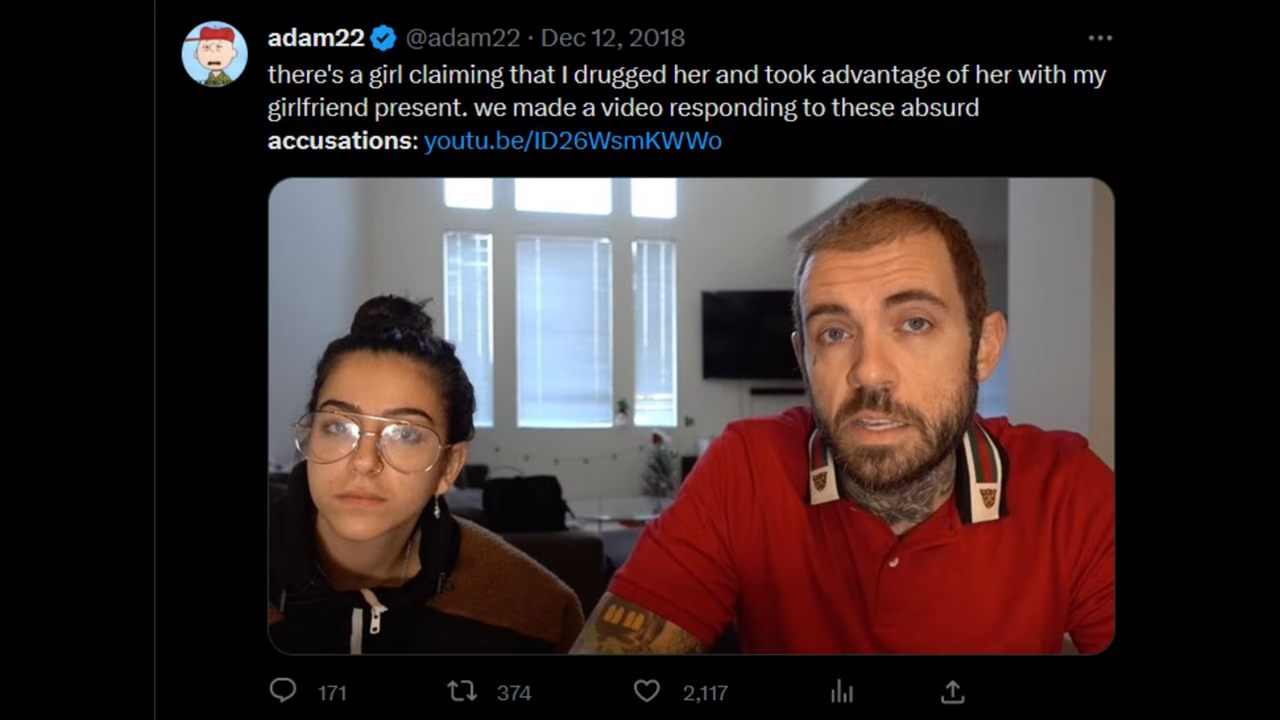 adam22 @adam22 · Dec 12, 2018
there's a girl claiming that I drugged her and took advantage of her with my
girlfriend present. we made a video responding to these absurd
accusations: youtu.be/ID26WsmKWWo
171 374 2,117